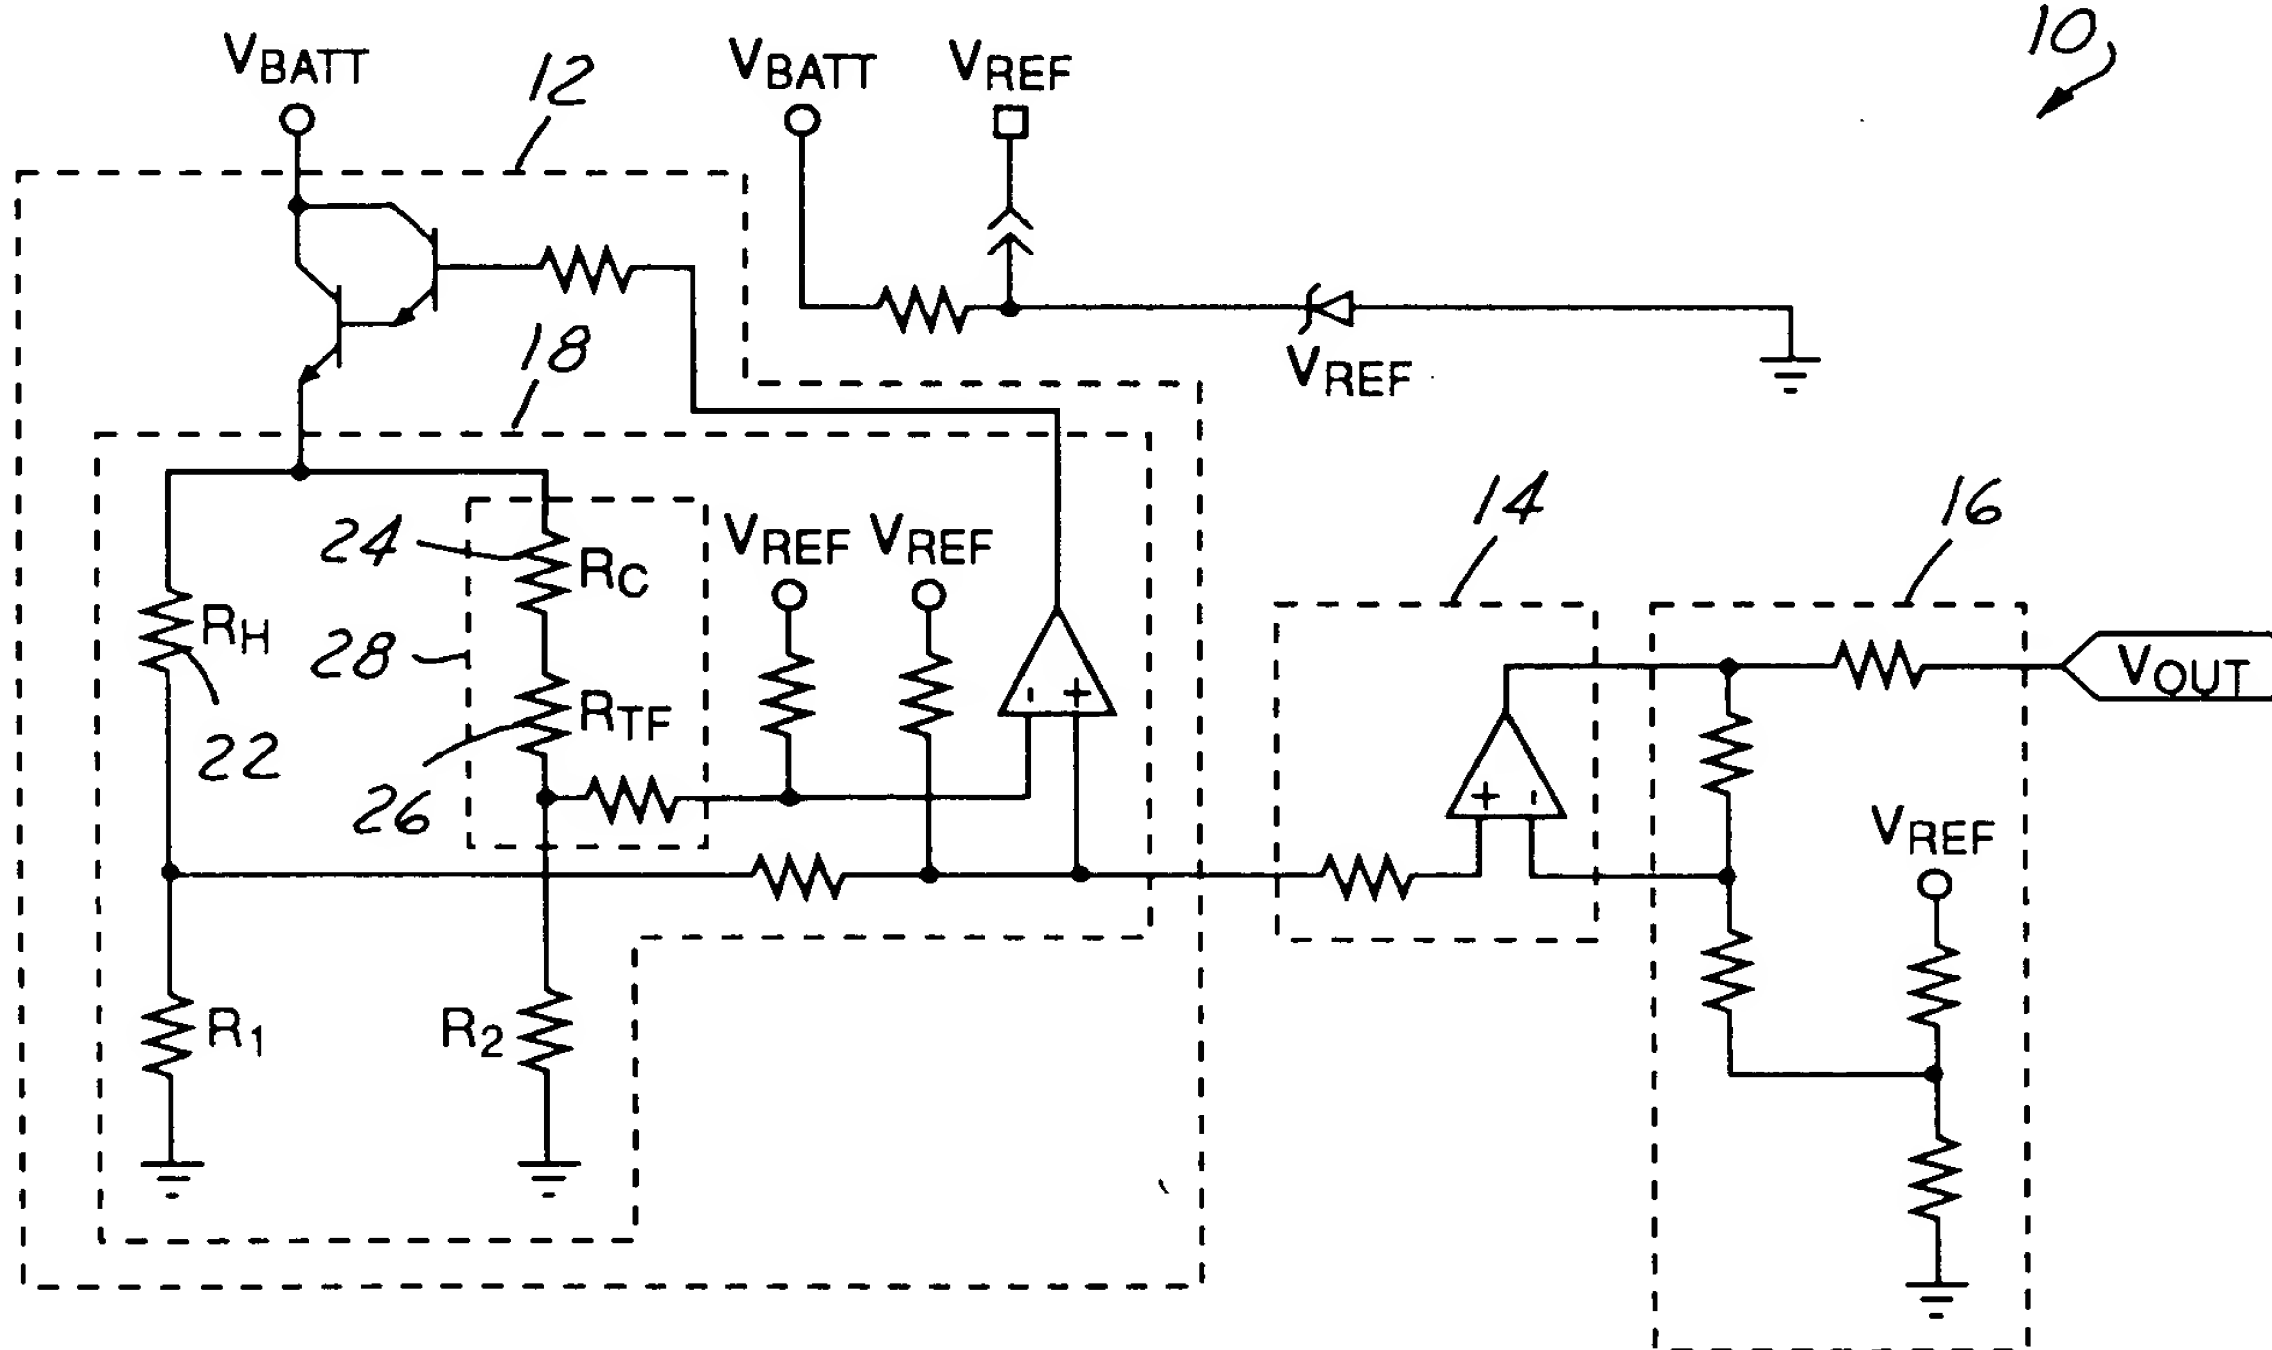 10
VBATT
12
VBATT
VREF
18
VREF
14
16
24
RC
VREF
VREF
RH
28
RTF
- +
VOUT
22
26
+ -
VREF
R1
R2